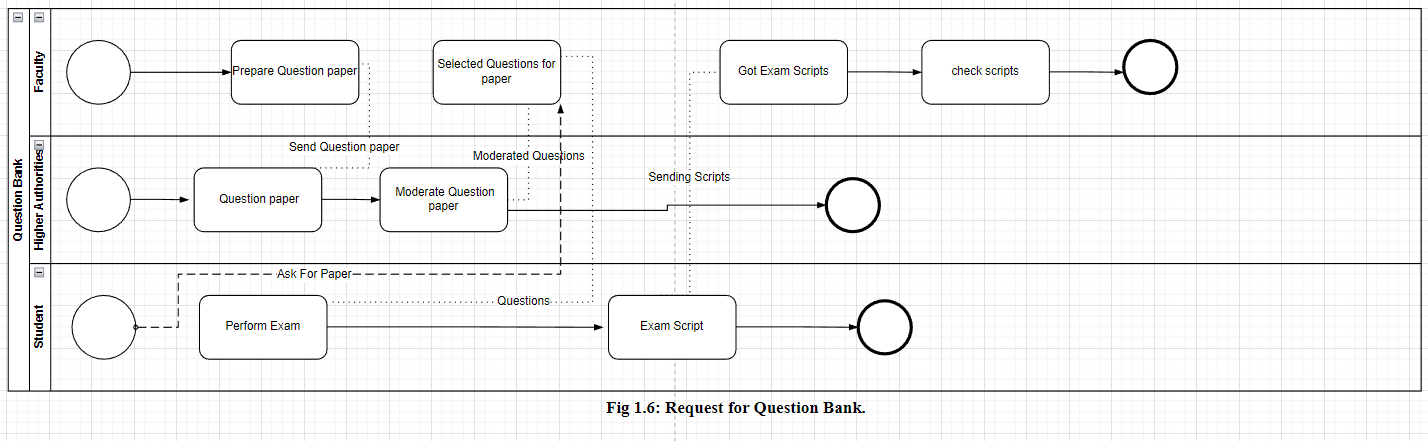 Question Bank
Faculty
Prepare Question paper
Selected Questions for
paper
Got Exam Scripts
check scripts
Send Question paper
Moderated Questions
Sending Scripts
Higher Authorities
Question paper
Moderate Question
paper
Ask For Paper
Questions
Student
Perform Exam
Exam Script
Fig 1.6: Request for Question Bank.